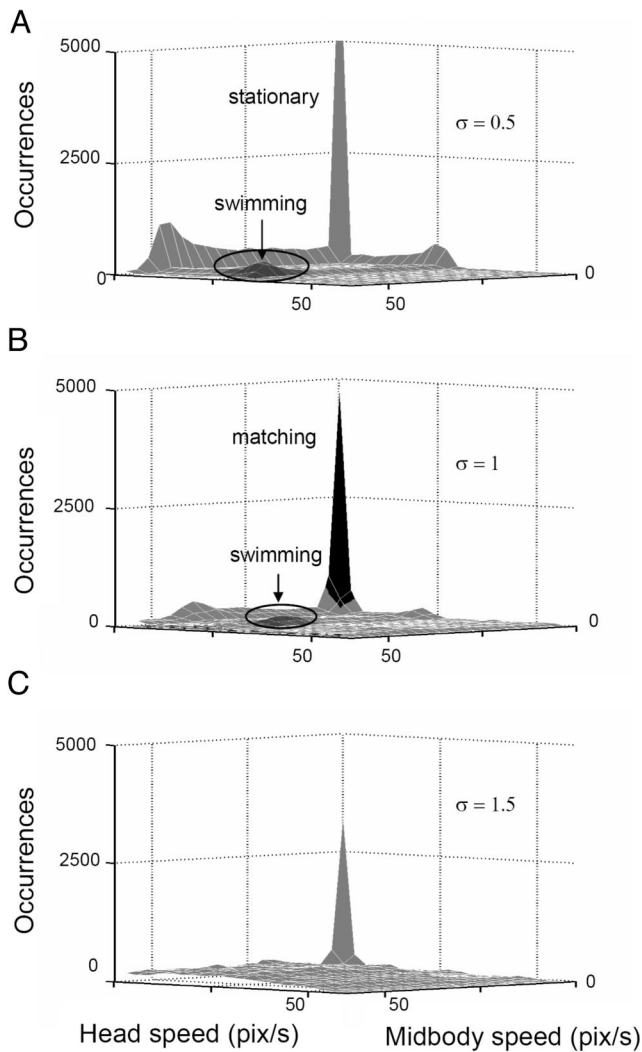 A
Occurrences
5000
stationary
σ = 0.5
2500
swimming
0
0
50
50
B
Occurrences
5000
matching
σ = 1
2500
swimming
0
0
50
50
C
Occurrences
5000
σ = 1.5
2500
0
0
50
50
Head speed (pix/s)
Midbody speed (pix/s)